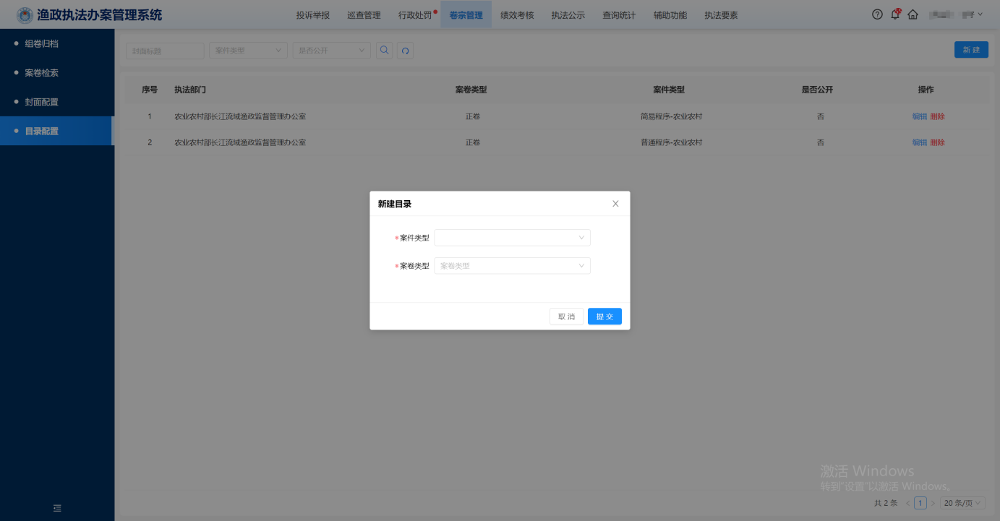 渔政执法办案管理系统
投诉举报 巡查管理 行政处罚 卷宗管理 绩效考核 执法公示 查询统计 辅助功能 执法要素
组卷归档
案卷检索
封面配置
目录配置
封面标题 案件类型 是否公开 新 建
序号 执法部门 案卷类型 案件类型 是否公开 操作
1 农业农村部长江流域渔政监督管理办公室 正卷 简易程序-农业农村 否 编辑 删除
2 农业农村部长江流域渔政监督管理办公室 正卷 普通程序-农业农村 否 编辑 删除
新建目录
*案件类型
*案卷类型 案卷类型
取 消 提 交
激活 Windows
转到"设置"以激活 Windows。
共 2 条 < 1 > 20 条/页